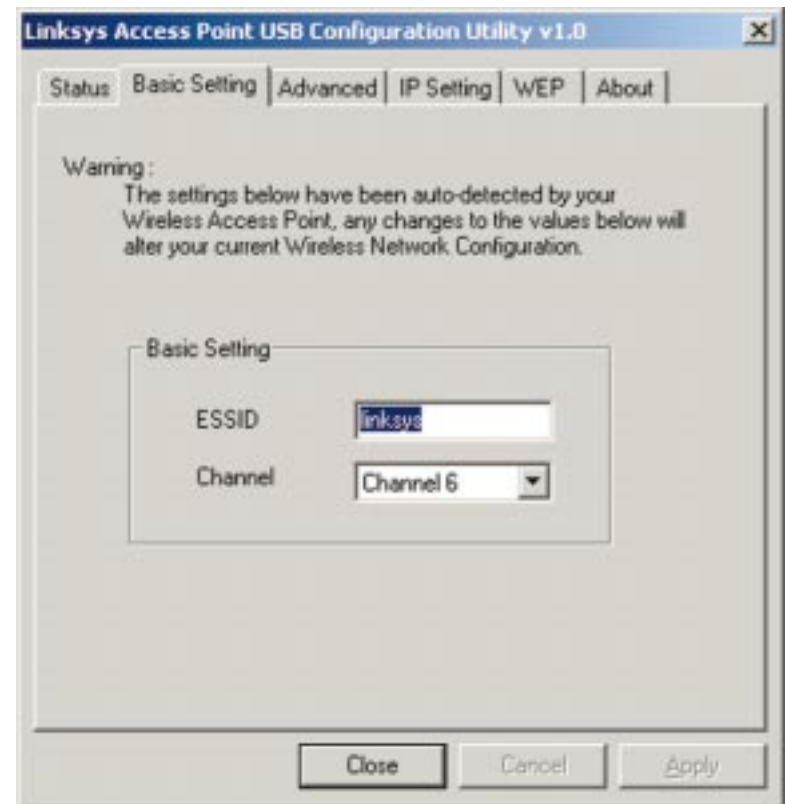 Linksys Access Point USB Configuration Utility v1.0
Status Basic Setting Advanced IP Setting WEP About
Warning :
The settings below have been auto-detected by your
Wireless Access Point, any changes to the values below will
alter your current Wireless Network Configuration.
Basic Setting
ESSID linksys
Channel Channel 6
Close Cancel Apply